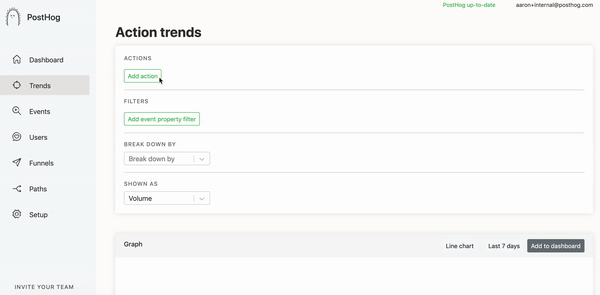 PostHog
PostHog up-to-date
aaron+internal@posthog.com
Dashboard
Trends
Events
Users
Funnels
Paths
Setup
INVITE YOUR TEAM
Action trends
ACTIONS
Add action
FILTERS
Add event property filter
BREAK DOWN BY
Break down by
SHOWN AS
Volume
Graph
Line chart
Last 7 days
Add to dashboard